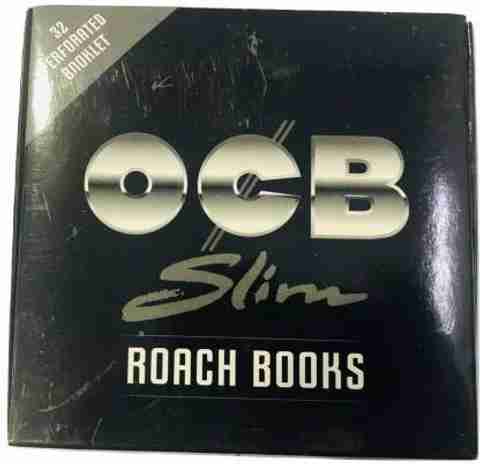 32
PERFORATED
BOOKLET
OCB
Slim
ROACH BOOKS